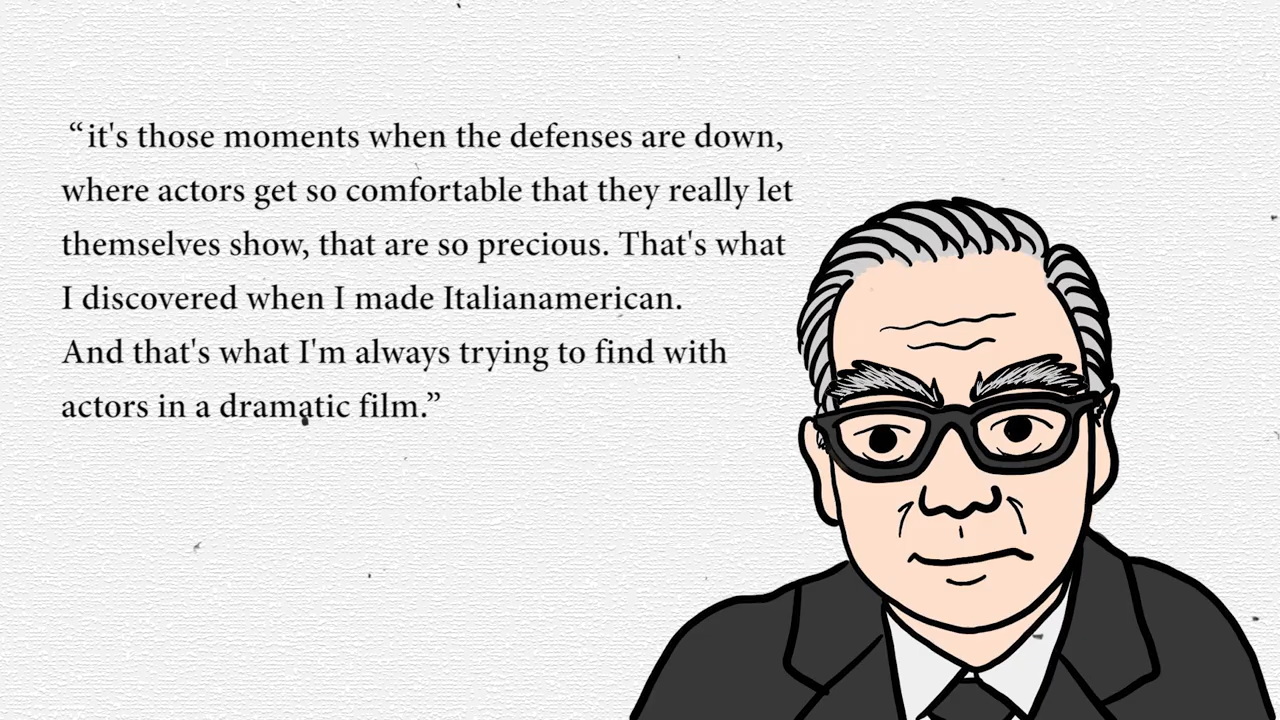 “it's those moments when the defenses are down,
where actors get so comfortable that they really let
themselves show, that are so precious. That's what
I discovered when I made Italianamerican.
And that's what I'm always trying to find with
actors in a dramatic film.”